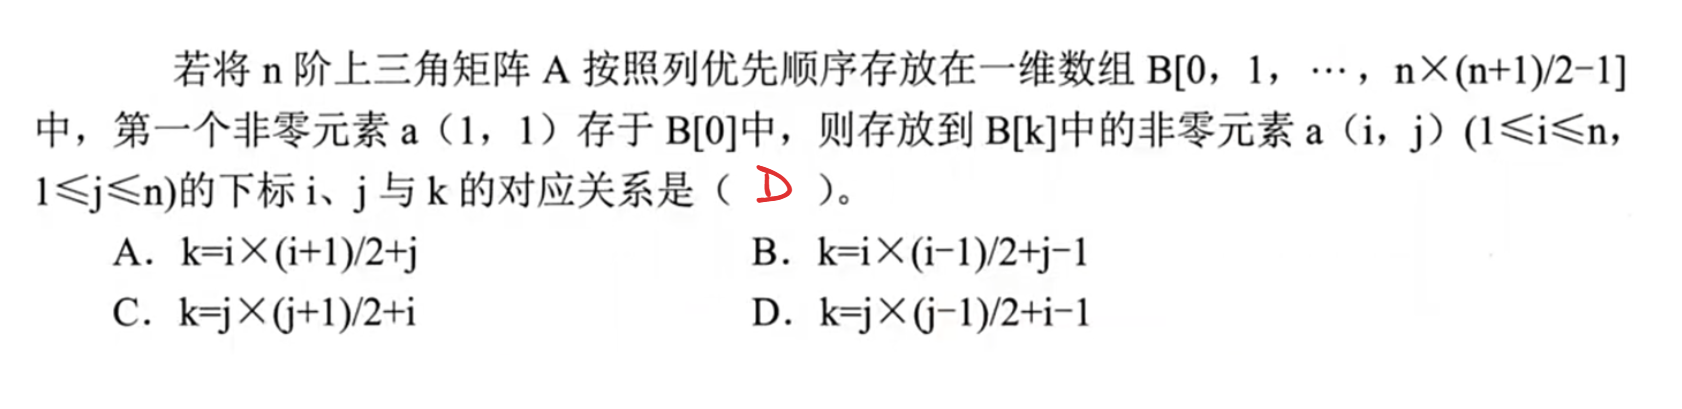 若将 n 阶上三角矩阵 A 按照列优先顺序存放在一维数组 B[0，1，…，n×(n+1)/2−1]
中，第一个非零元素 a（1，1）存于 B[0]中，则存放到 B[k]中的非零元素 a（i，j）(1≤i≤n，
1≤j≤n)的下标 i、j 与 k 的对应关系是（ D ）。
A．k=i×(i+1)/2+j B．k=i×(i−1)/2+j−1
C．k=j×(j+1)/2+i D．k=j×(j−1)/2+i−1